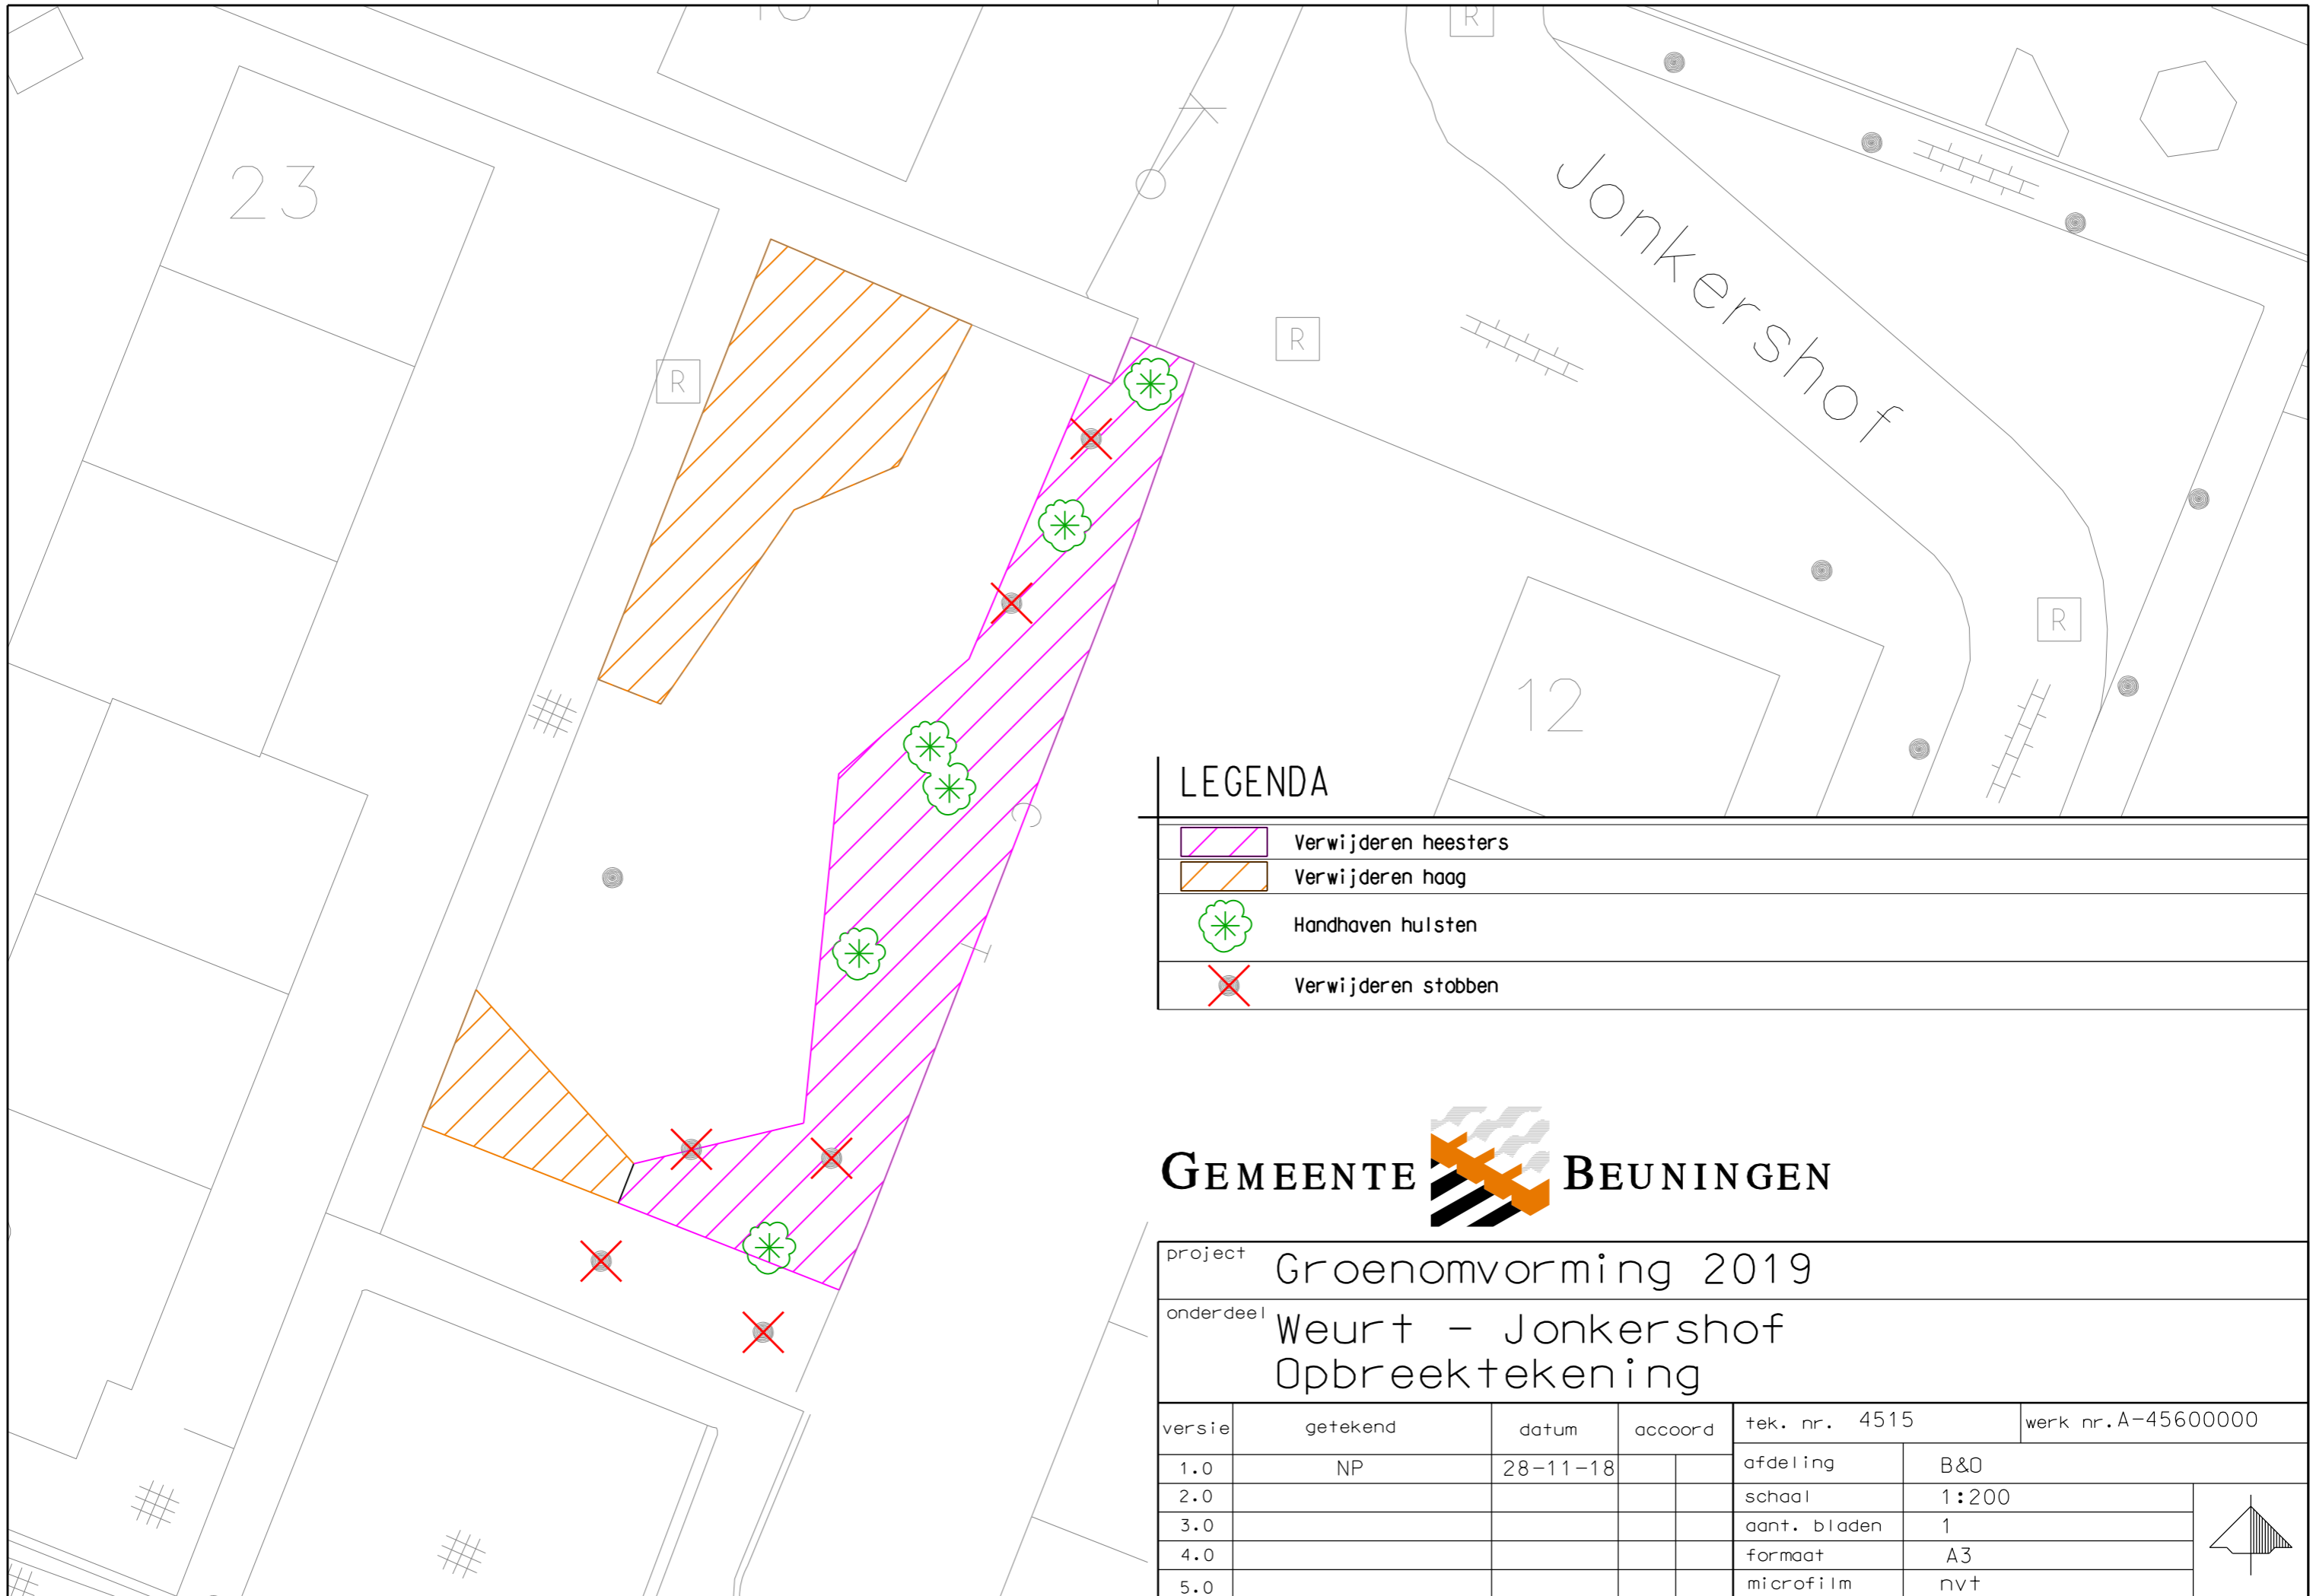 R
23
Jonkershof
R
R
R
12
LEGENDA
Verwijderen heesters
Verwijderen haag
Handhaven hulsten
Verwijderen stobben
GEMEENTE BEUNINGEN
project Groenomvorming 2019
onderdeel Weurt - Jonkershof
Opbreektekening
versie getekend datum accoord tek. nr. 4515 werk nr. A-45600000
1.0 NP 28-11-18 afdeling B&O
2.0 schaal 1:200
3.0 aant. bladen 1
4.0 formaat A3
5.0 microfilm nvt